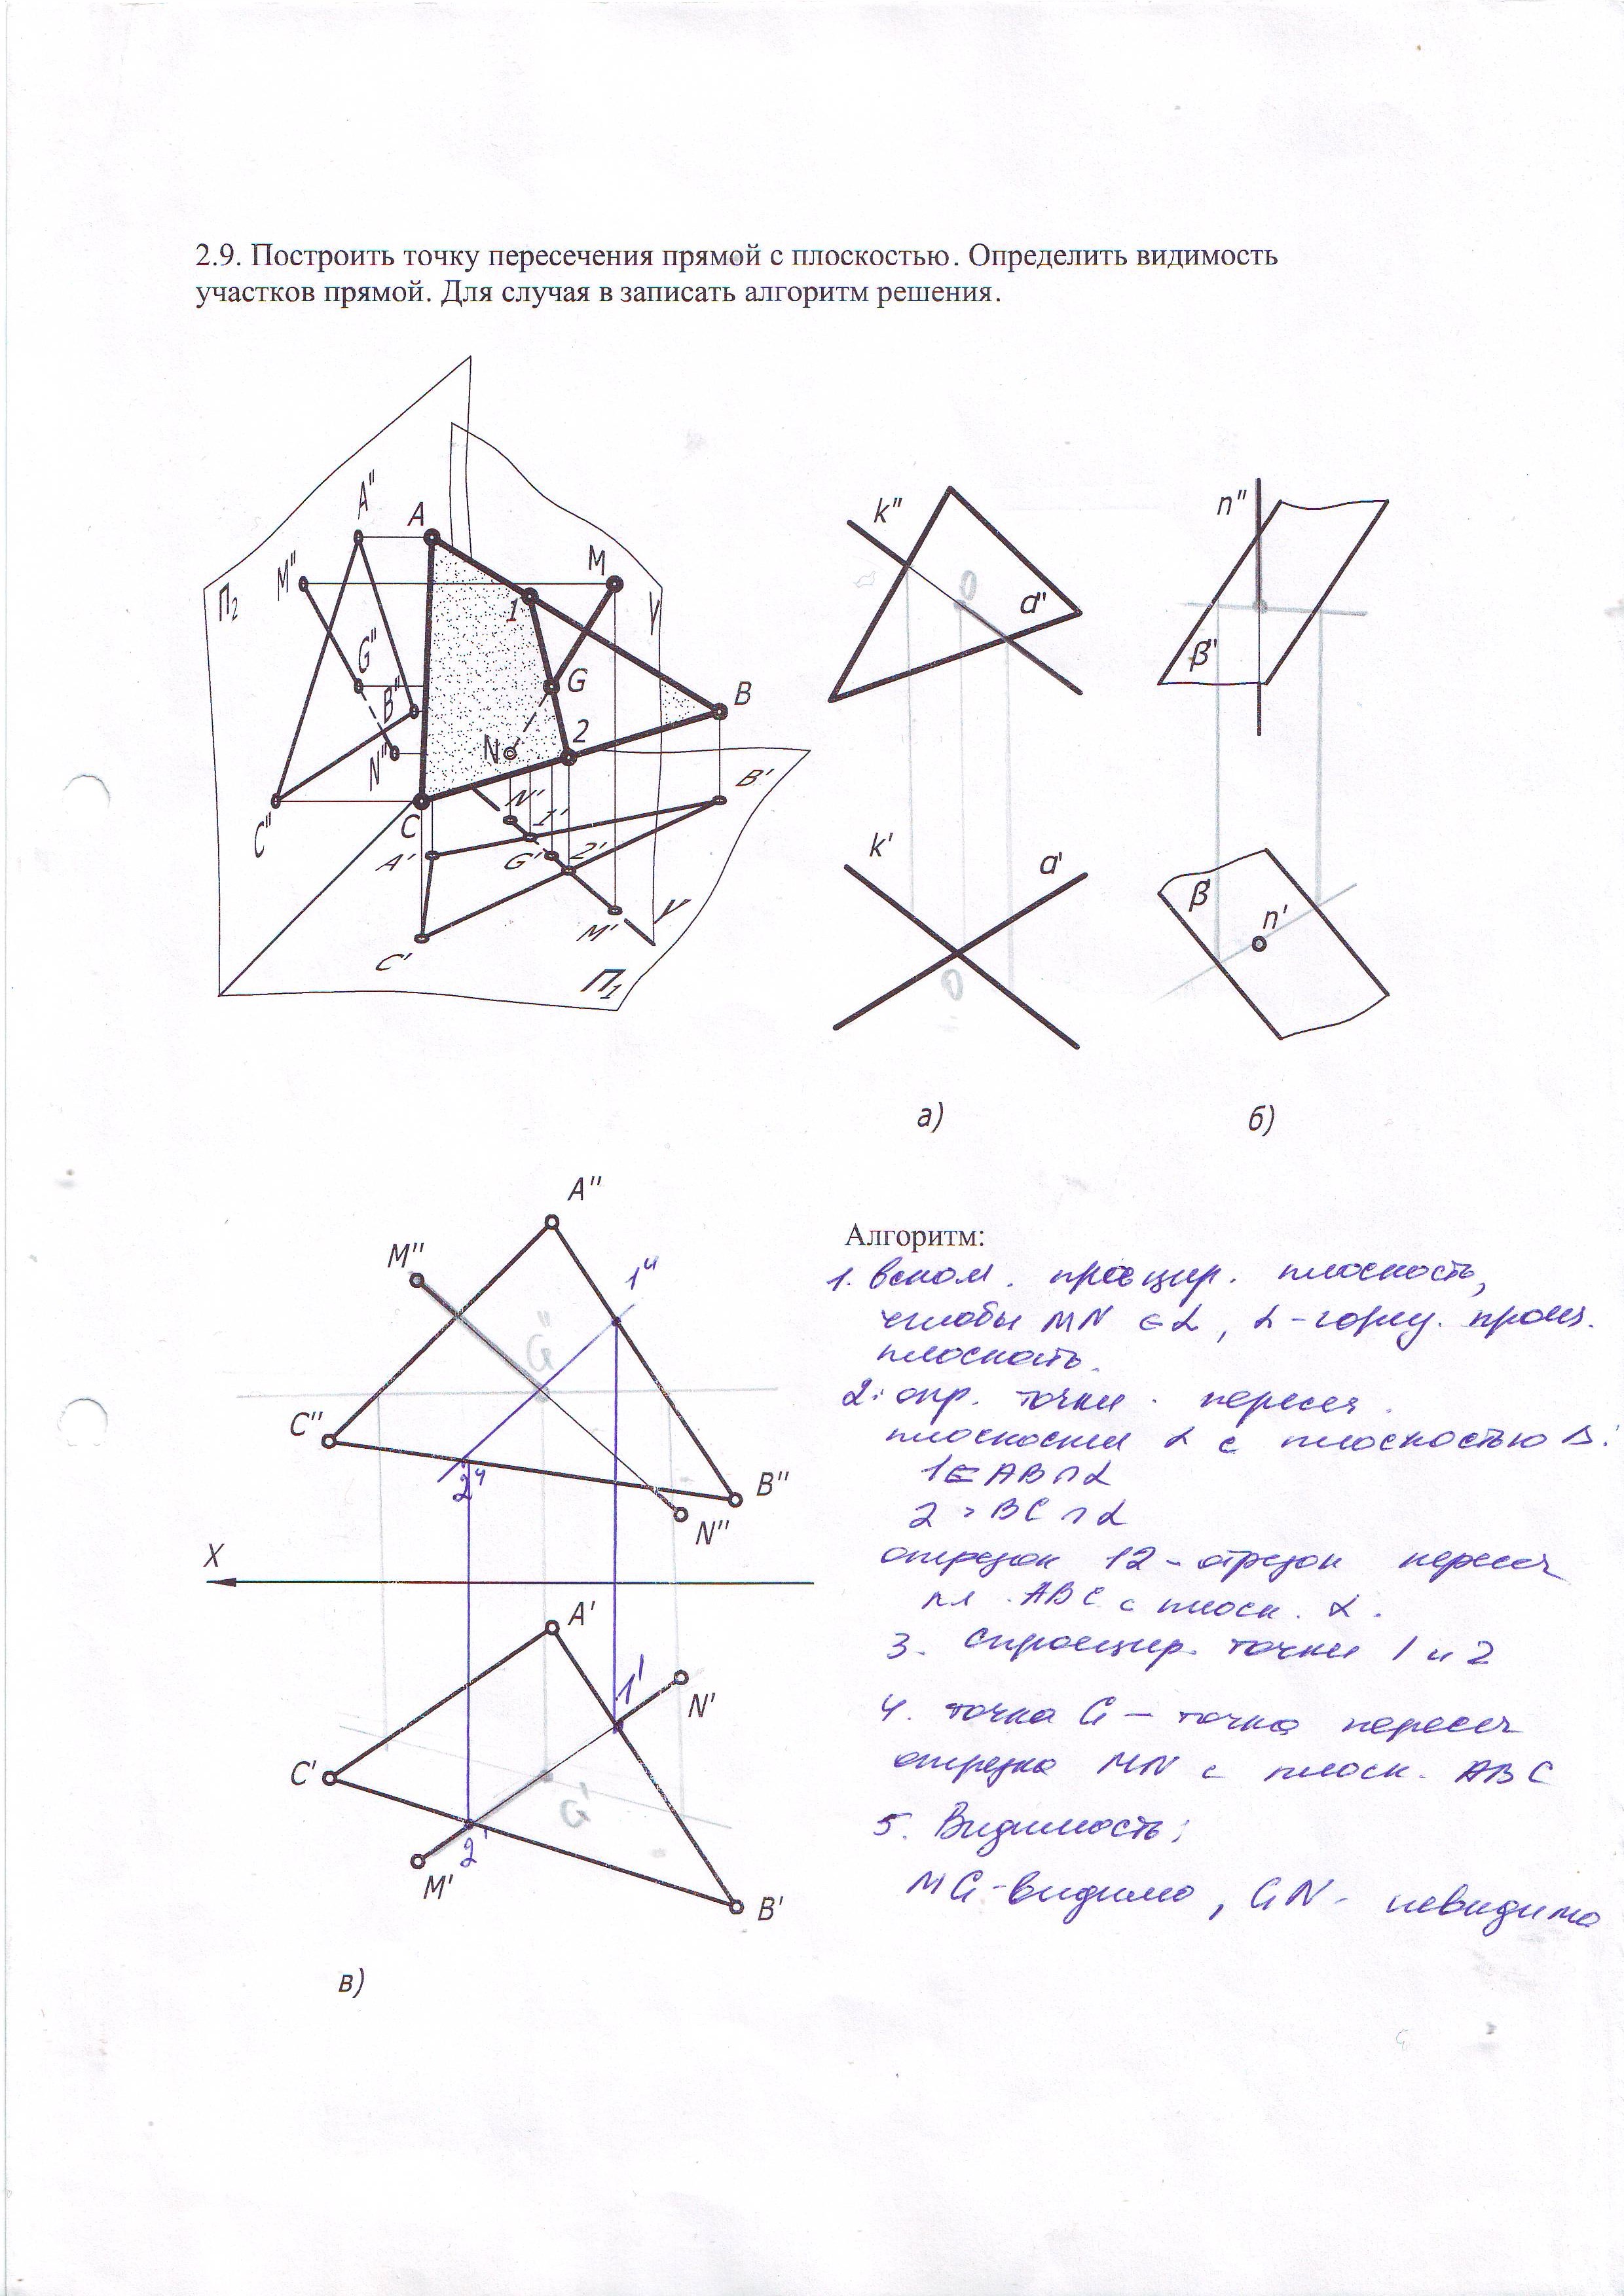 2.9. Построить точку пересечения прямой с плоскостью. Определить видимость
участков прямой. Для случая в записать алгоритм решения.
A"
A
M"
M
П₂
1
γ
G"
G
B"
B
2
N
N"
C"
C
B'
N'
1'
A'
G'
2'
M'
γ'
C'
П₁
k"
α"
k'
α'
O
O
а)
n"
β"
β
n'
б)
A"
M"
1"
G"
C"
2"
B"
N"
X
A'
1'
N'
C'
G'
2'
M'
B'
в)
Алгоритм:
1. вспом. проецир. плоскость,
чтобы MN ∈ α, α - гориз. проец.
плоскость.
2. опр. точки пересеч.
плоскости α с плоскостью Δ:
1 = AB ∩ α
2 = BC ∩ α
отрезок 12 - отрезок пересеч
пл. ABC с плоск. α.
3. Спроецир. точки 1 и 2
4. точка G - точка пересеч
отрезка MN с плоск. ABC
5. Видимость:
MG - видимо, GN - невидимо